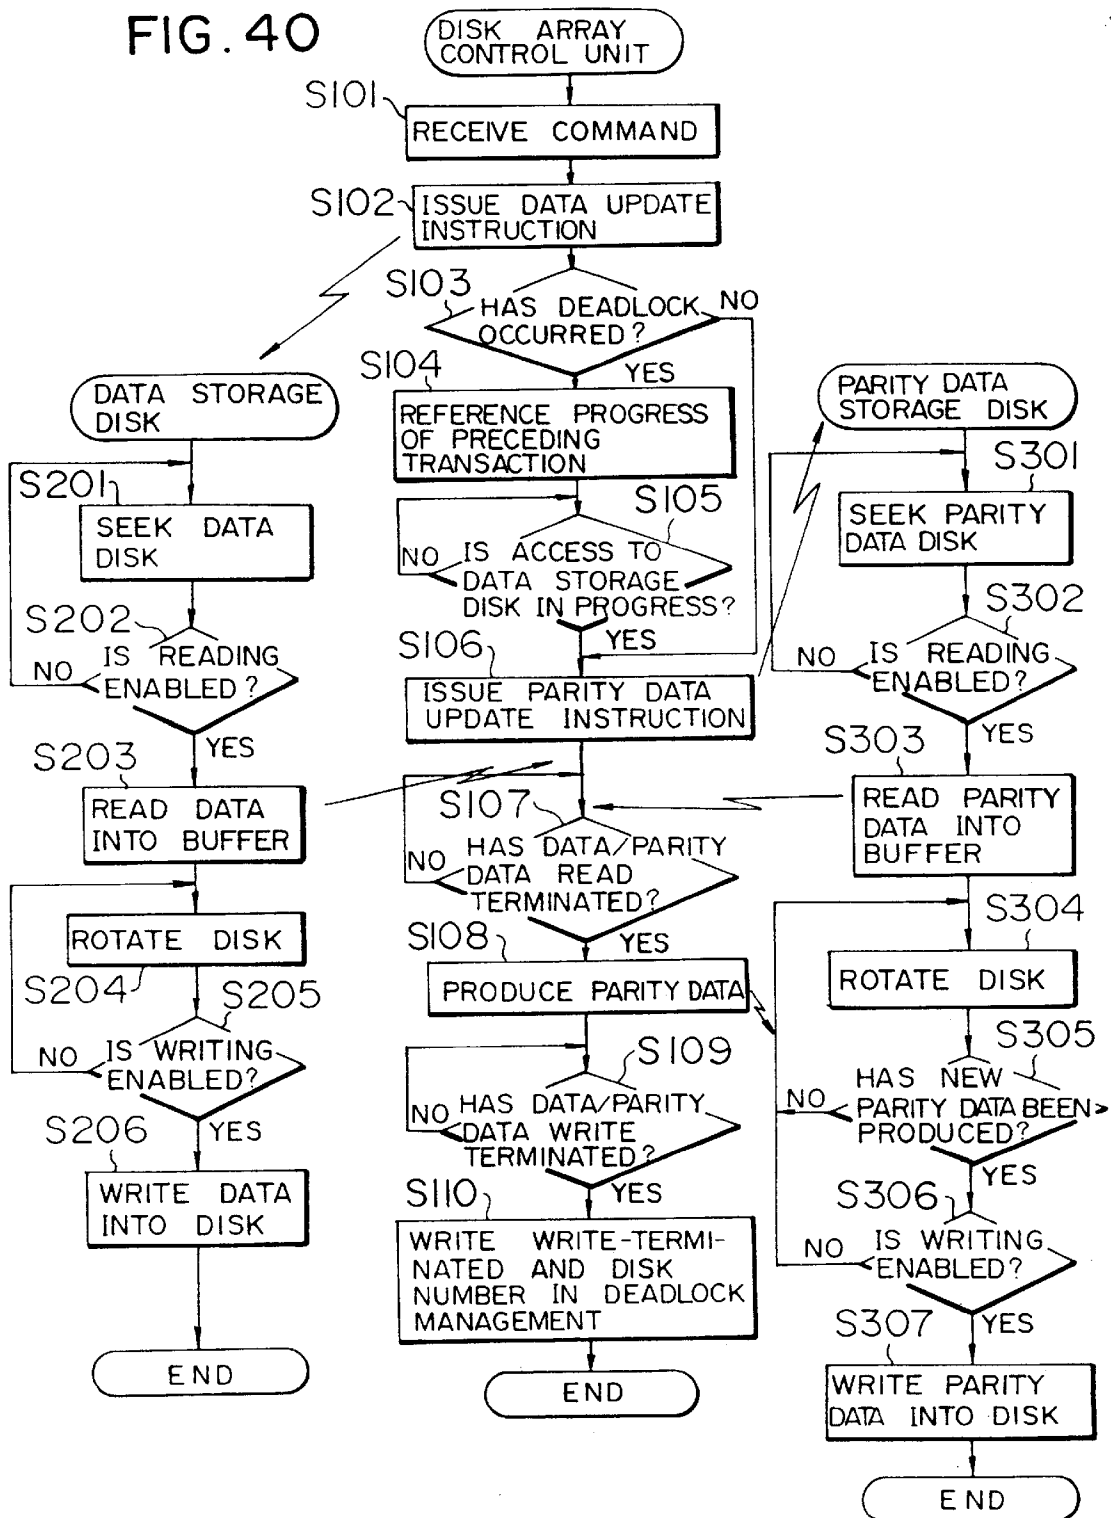 FIG. 40
DISK ARRAY
CONTROL UNIT
S101
RECEIVE COMMAND
S102
ISSUE DATA UPDATE
INSTRUCTION
S103
HAS DEADLOCK
OCCURRED?
NO
YES
S104
REFERENCE PROGRESS
OF PRECEDING
TRANSACTION
S105
IS ACCESS TO
DATA STORAGE
DISK IN PROGRESS?
NO
YES
S106
ISSUE PARITY DATA
UPDATE INSTRUCTION
S107
HAS DATA/PARITY
DATA READ
TERMINATED?
NO
YES
S108
PRODUCE PARITY DATA
S109
HAS DATA/PARITY
DATA WRITE
TERMINATED?
NO
YES
S110
WRITE WRITE-TERMI-
NATED AND DISK
NUMBER IN DEADLOCK
MANAGEMENT
END
DATA STORAGE
DISK
S201
SEEK DATA
DISK
S202
IS READING
ENABLED?
NO
YES
S203
READ DATA
INTO BUFFER
ROTATE DISK
S204
S205
IS WRITING
ENABLED?
NO
YES
S206
WRITE DATA
INTO DISK
END
PARITY DATA
STORAGE DISK
S301
SEEK PARITY
DATA DISK
S302
IS READING
ENABLED?
NO
YES
S303
READ PARITY
DATA INTO
BUFFER
S304
ROTATE DISK
S305
HAS NEW
PARITY DATA BEEN
PRODUCED?
NO
YES
S306
IS WRITING
ENABLED?
NO
YES
S307
WRITE PARITY
DATA INTO DISK
END